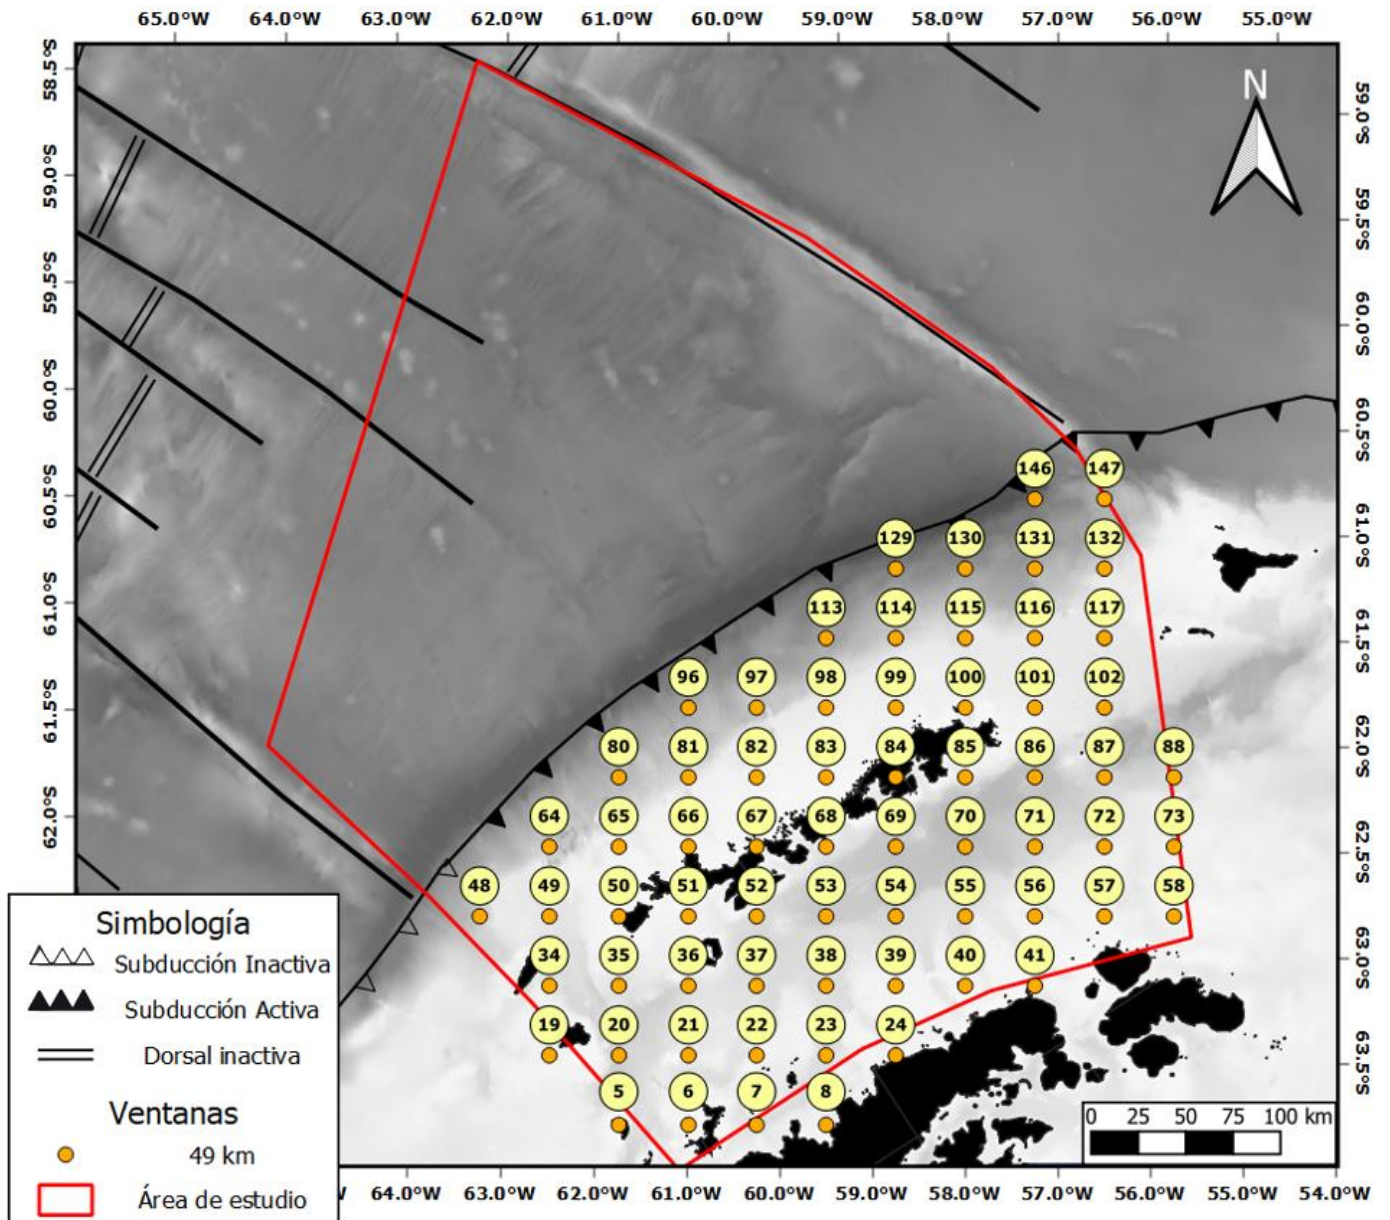 65.0°W 64.0°W 63.0°W 62.0°W 61.0°W 60.0°W 59.0°W 58.0°W 57.0°W 56.0°W 55.0°W
58.5°S
59.0°S
59.5°S
60.0°S
60.5°S
61.0°S
61.5°S
62.0°S
N
59.0°S
59.5°S
60.0°S
60.5°S
61.0°S
61.5°S
62.0°S
62.5°S
63.0°S
63.5°S
146 147
129 130 131 132
113 114 115 116 117
96 97 98 99 100 101 102
80 81 82 83 84 85 86 87 88
64 65 66 67 68 69 70 71 72 73
48 49 50 51 52 53 54 55 56 57 58
34 35 36 37 38 39 40 41
19 20 21 22 23 24
5 6 7 8
Simbología
Subducción Inactiva
Subducción Activa
Dorsal inactiva
Ventanas
49 km
Área de estudio
0 25 50 75 100 km
64.0°W 63.0°W 62.0°W 61.0°W 60.0°W 59.0°W 58.0°W 57.0°W 56.0°W 55.0°W 54.0°W